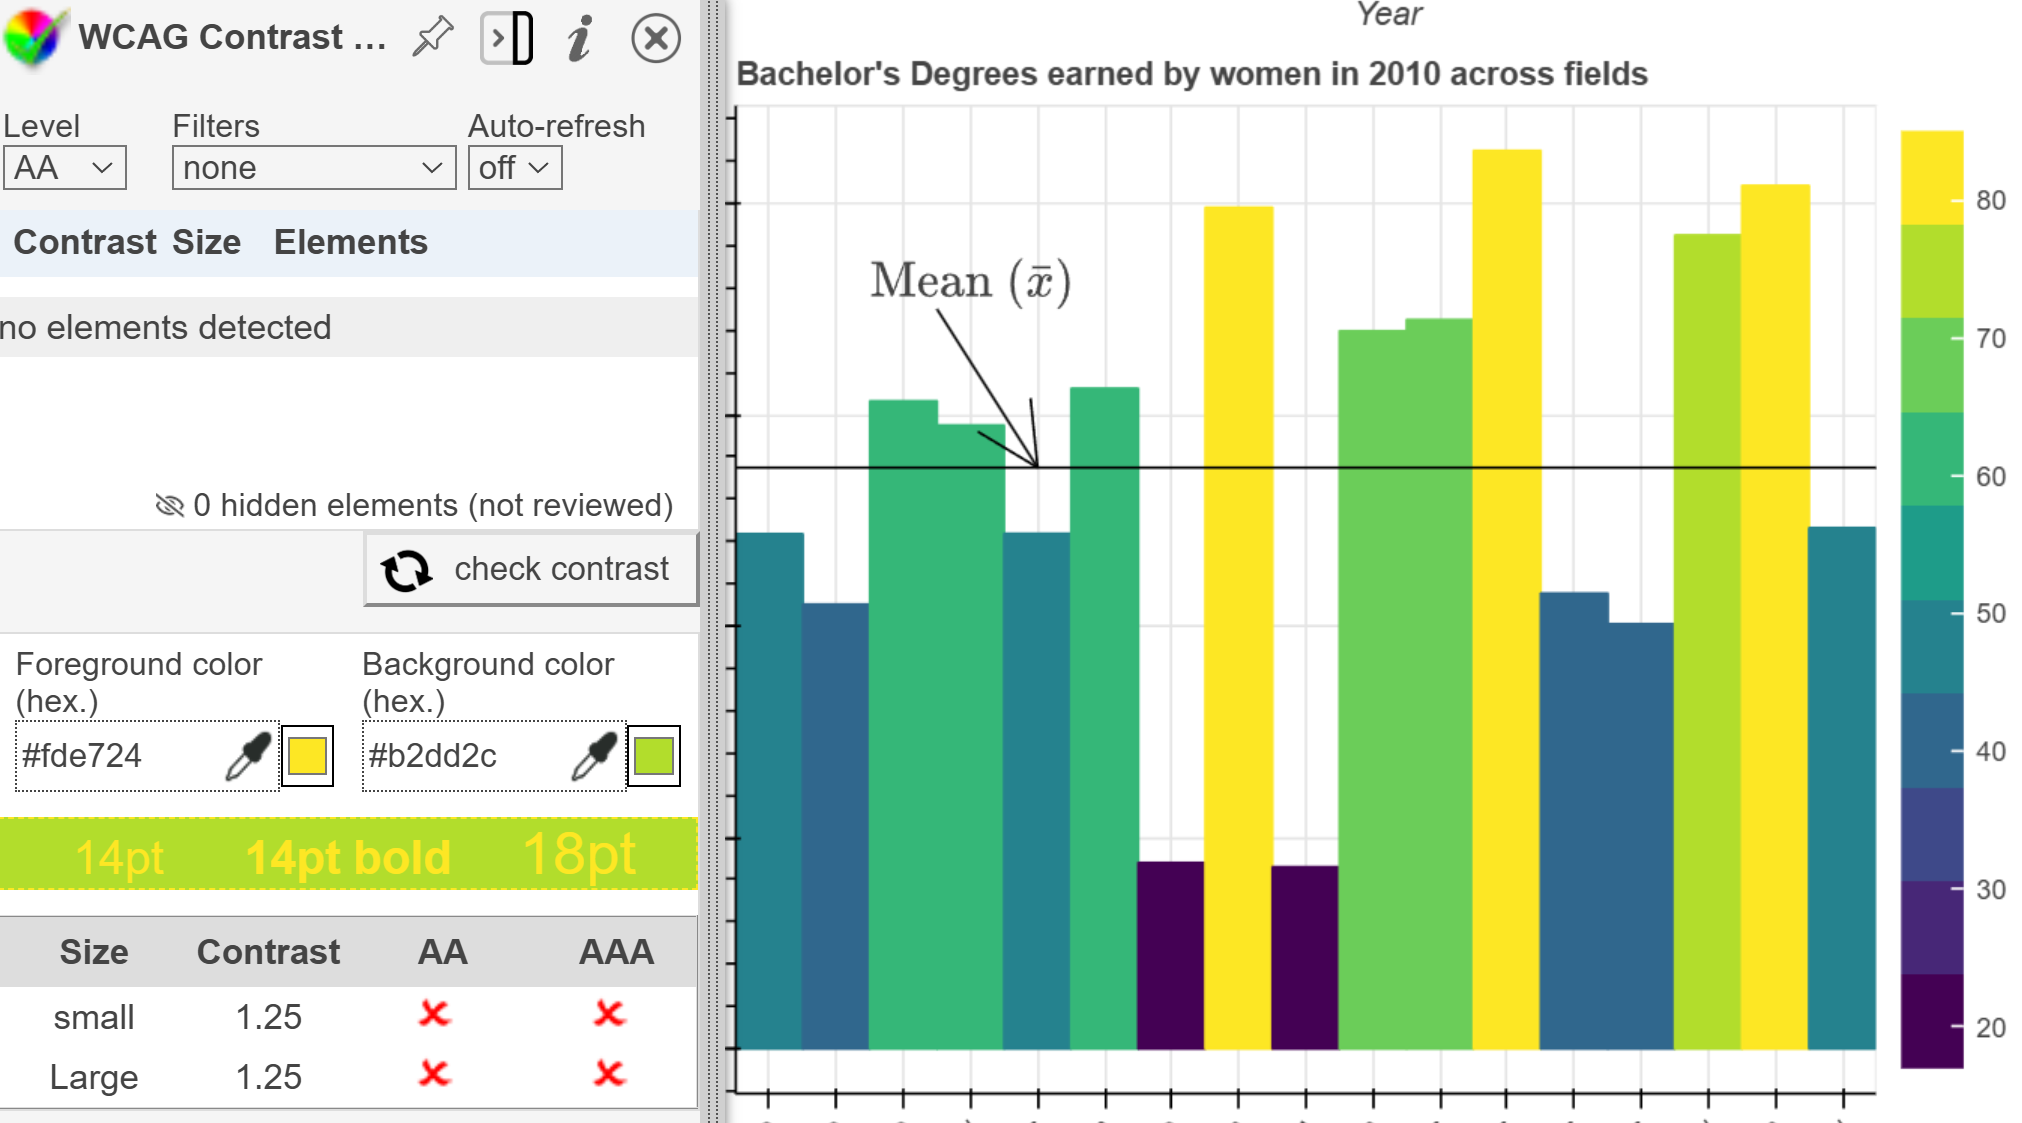 WCAG Contrast ...
Level Filters Auto-refresh
AA none off
Contrast Size Elements
no elements detected
0 hidden elements (not reviewed)
check contrast
Foreground color (hex.)
#fde724
Background color (hex.)
#b2dd2c
14pt 14pt bold 18pt
Size Contrast AA AAA
small 1.25
Large 1.25
Year
Bachelor's Degrees earned by women in 2010 across fields
Mean (x̄)
80
70
60
50
40
30
20